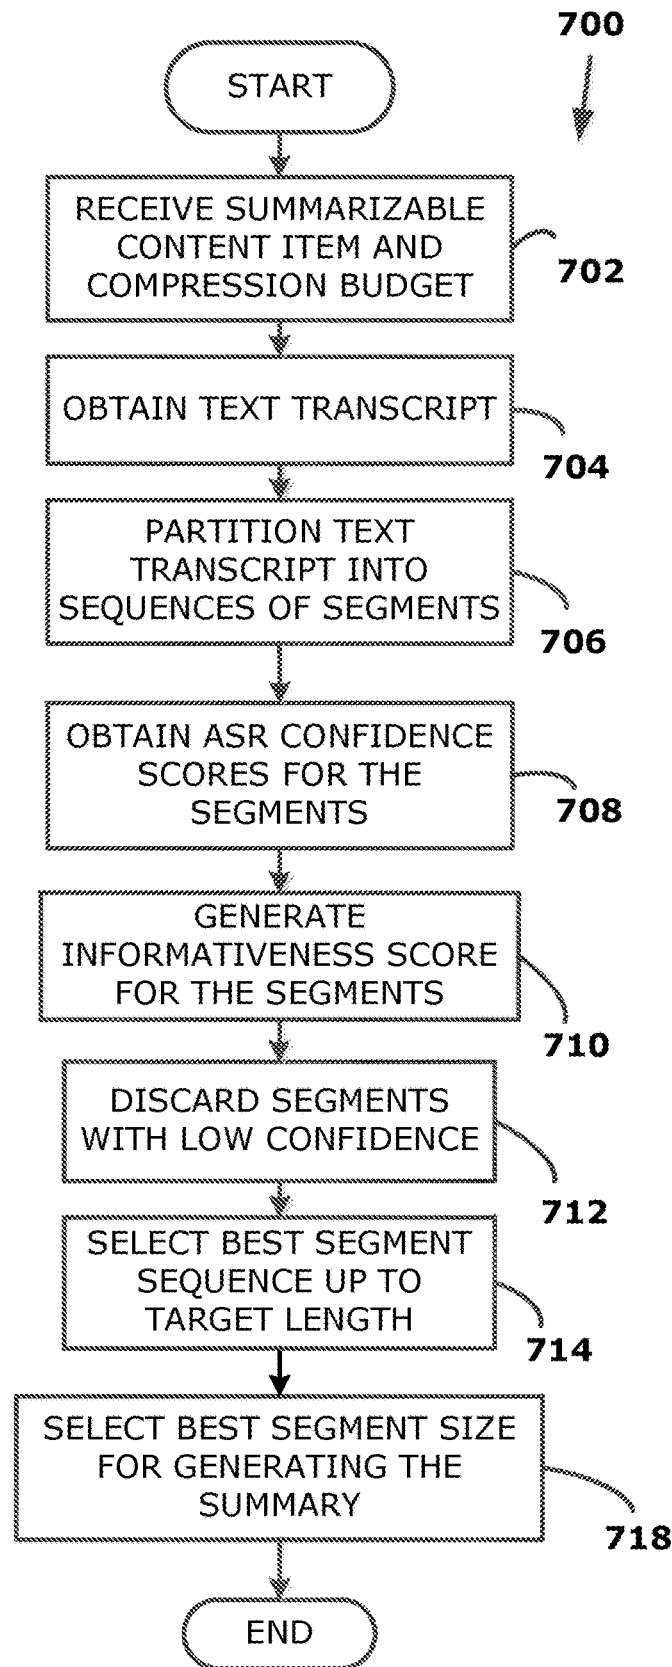 700
START
RECEIVE SUMMARIZABLE
CONTENT ITEM AND
COMPRESSION BUDGET
702
OBTAIN TEXT TRANSCRIPT
704
PARTITION TEXT
TRANSCRIPT INTO
SEQUENCES OF SEGMENTS
706
OBTAIN ASR CONFIDENCE
SCORES FOR THE
SEGMENTS
708
GENERATE
INFORMATIVENESS SCORE
FOR THE SEGMENTS
710
DISCARD SEGMENTS
WITH LOW CONFIDENCE
712
SELECT BEST SEGMENT
SEQUENCE UP TO
TARGET LENGTH
714
SELECT BEST SEGMENT SIZE
FOR GENERATING THE
SUMMARY
718
END